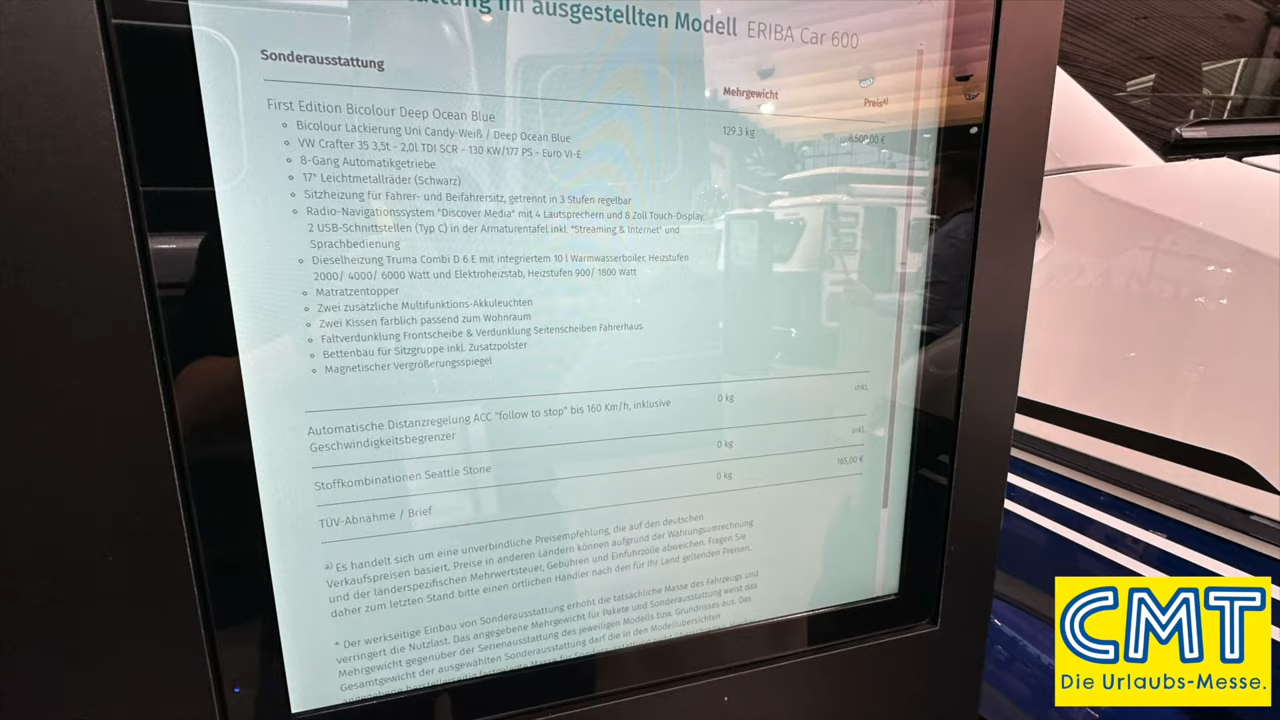 im ausgestellten Modell ERIBA Car 600
Sonderausstattung
Mehrgewicht
Preisᵃ⁾
First Edition Bicolour Deep Ocean Blue
129.3 kg
8.500,00 €
Bicolour Lackierung Uni Candy-Weiß / Deep Ocean Blue
VW Crafter 35 3,5t - 2,0l TDI SCR - 130 KW/177 PS - Euro VI-E
8-Gang Automatikgetriebe
17" Leichtmetallräder (Schwarz)
Sitzheizung für Fahrer- und Beifahrersitz, getrennt in 3 Stufen regelbar
Radio-Navigationssystem "Discover Media" mit 4 Lautsprechern und 8 Zoll Touch-Display,
2 USB-Schnittstellen (Typ C) in der Armaturentafel inkl. "Streaming & Internet" und
Sprachbedienung
Dieselheizung Truma Combi D 6 E mit integriertem 10 l Warmwasserboiler, Heizstufen
2000/ 4000/ 6000 Watt und Elektroheizstab, Heizstufen 900/ 1800 Watt
Matratzentopper
Zwei zusätzliche Multifunktions-Akkuleuchten
Zwei Kissen farblich passend zum Wohnraum
Faltverdunklung Frontscheibe & Verdunklung Seitenscheiben Fahrerhaus
Bettenbau für Sitzgruppe inkl. Zusatzpolster
Magnetischer Vergrößerungsspiegel
Automatische Distanzregelung ACC "follow to stop" bis 160 Km/h, inklusive
Geschwindigkeitsbegrenzer
0 kg
inkl.
Stoffkombinationen Seattle Stone
0 kg
inkl.
TÜV-Abnahme / Brief
0 kg
165,00 €
ᵃ⁾ Es handelt sich um eine unverbindliche Preisempfehlung, die auf den deutschen
Verkaufspreisen basiert. Preise in anderen Ländern können aufgrund der Währungsumrechnung
und der länderspezifischen Mehrwertsteuer, Gebühren und Einfuhrzölle abweichen. Fragen Sie
daher zum letzten Stand bitte einen örtlichen Händler nach den für Ihr Land geltenden Preisen.
* Der werkseitige Einbau von Sonderausstattung erhöht die tatsächliche Masse des Fahrzeugs und
verringert die Nutzlast. Das angegebene Mehrgewicht für Pakete und Sonderausstattung weist das
Mehrgewicht gegenüber der Serienausstattung des jeweiligen Modells bzw. Grundrisses aus. Das
Gesamtgewicht der ausgewählten Sonderausstattung darf die in den Modellübersichten
CMT
Die Urlaubs-Messe.